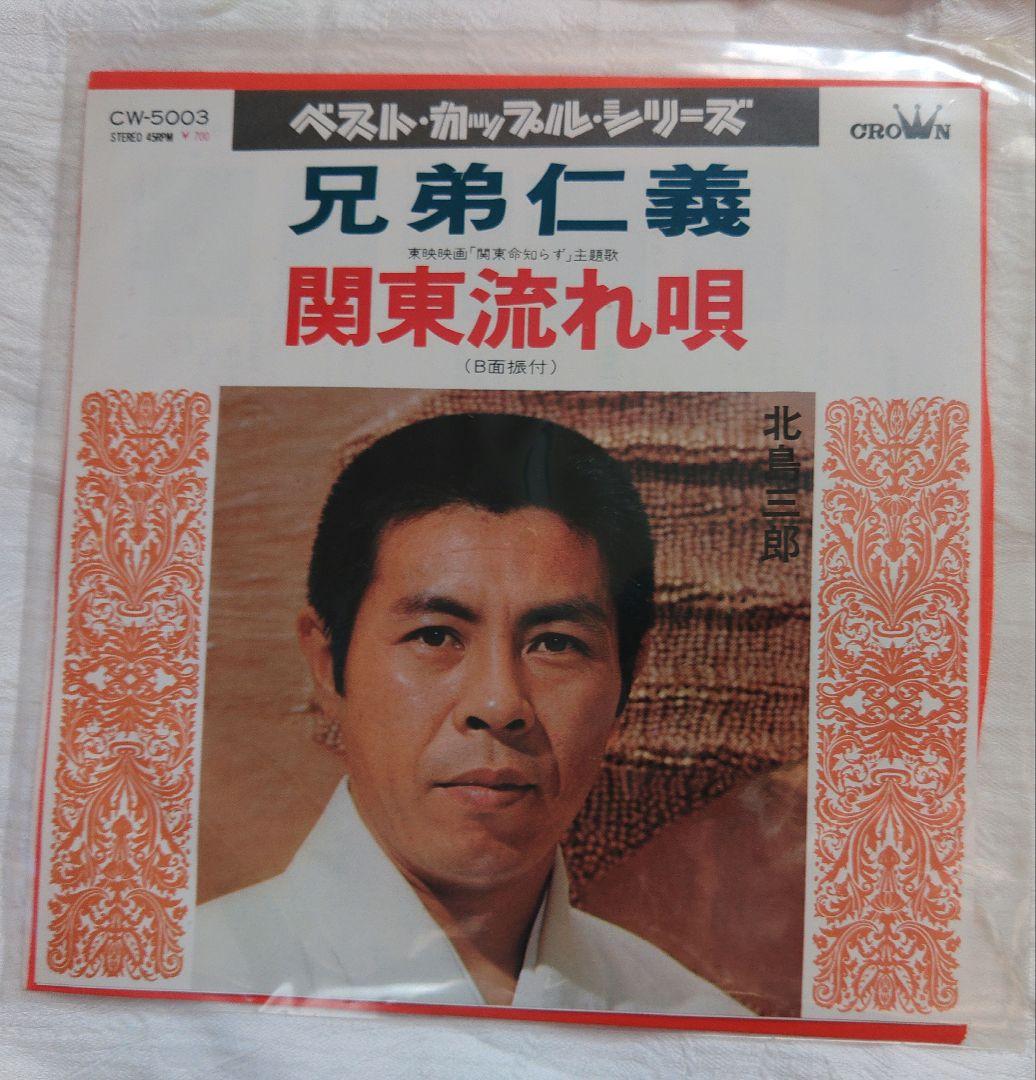 CW-5003
STEREO 45RPM ¥ 700
ベスト・カップル・シリーズ
CROWN
兄弟仁義
東映映画「関東命知らず」主題歌
関東流れ唄
(B面振付)
北島三郎